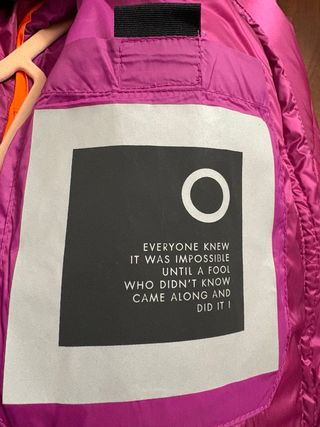 EVERYONE KNEW
IT WAS IMPOSSIBLE
UNTIL A FOOL
WHO DIDN'T KNOW
CAME ALONG AND
DID IT !